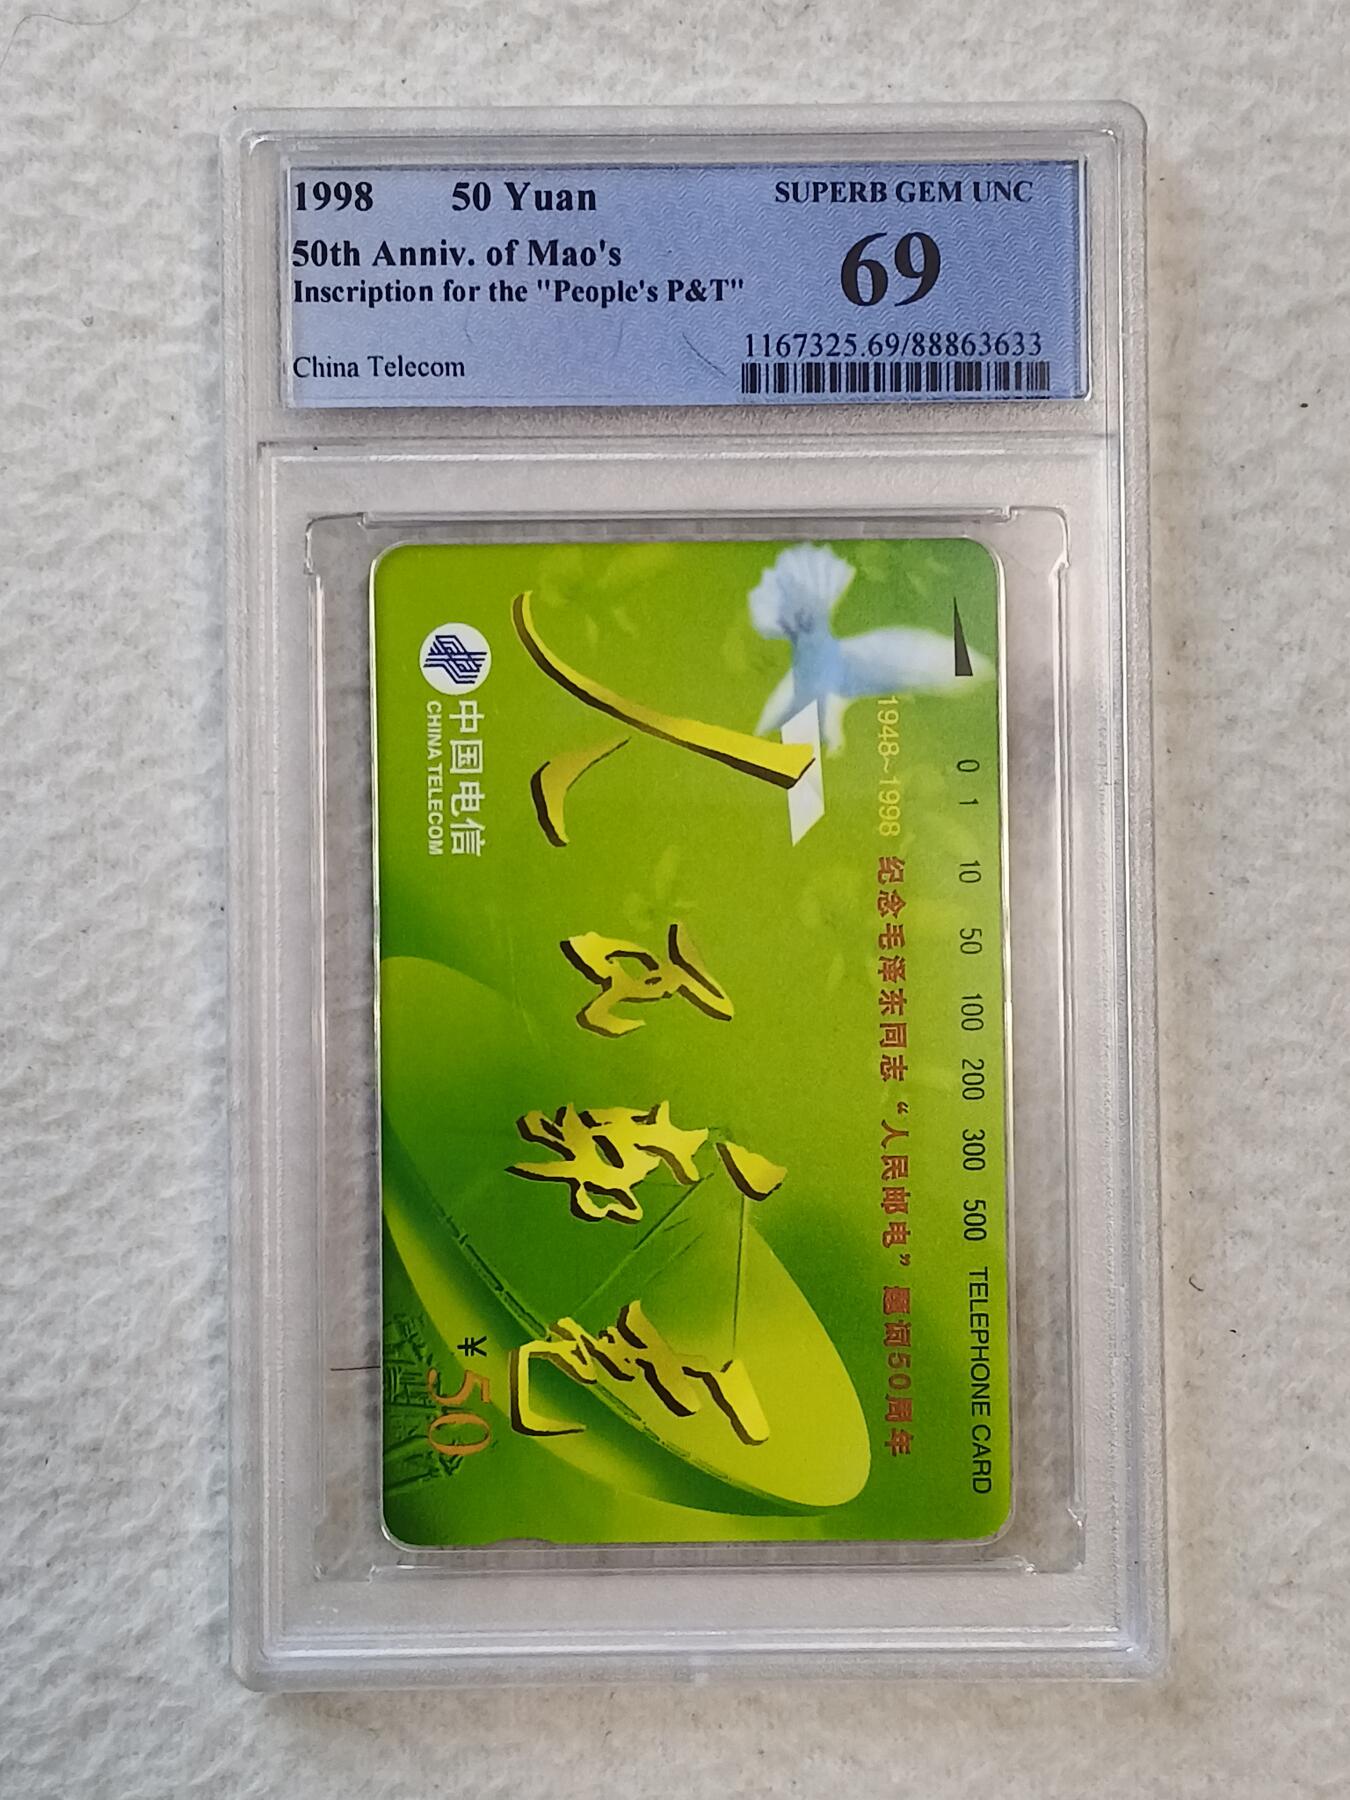 1998 50 Yuan
50th Anniv. of Mao's
Inscription for the "People's P&T"
China Telecom
SUPERB GEM UNC
69
1167325.69/88863633
0 1 10 50 100 200 300 500 TELEPHONE CARD
1948~1998 纪念毛泽东同志“人民邮电”题词50周年
人民邮电
中国电信
CHINA TELECOM
¥50